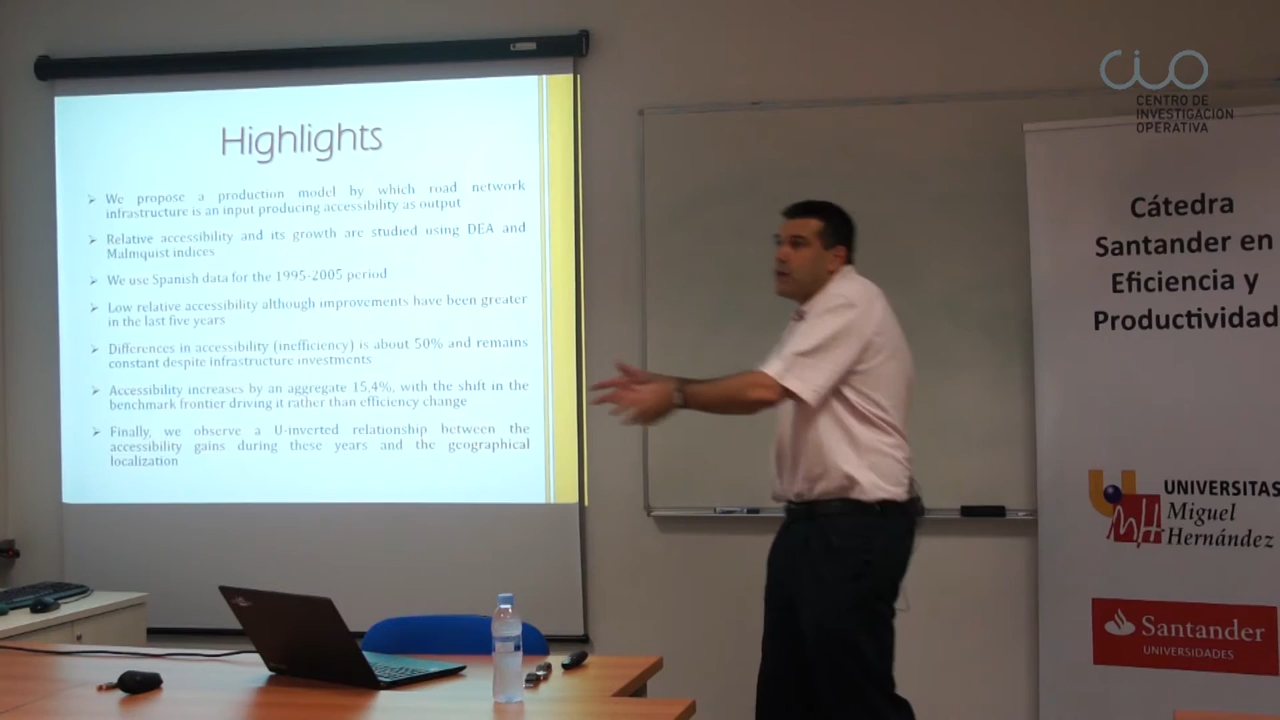 Highlights
We propose a production model by which road network
infrastructure is an input producing accessibility as output
Relative accessibility and its growth are studied using DEA and
Malmquist indices
We use Spanish data for the 1995-2005 period
Low relative accessibility although improvements have been greater
in the last five years
Differences in accessibility (inefficiency) is about 50% and remains
constant despite infrastructure investments
Accessibility increases by an aggregate 15,4%, with the shift in the
benchmark frontier driving it rather than efficiency change
Finally, we observe a U-inverted relationship between the
accessibility gains during these years and the geographical
localization
CIO
CENTRO DE
INVESTIGACION
OPERATIVA
Cátedra
Santander en
Eficiencia y
Productividad
UNIVERSITAS
Miguel
Hernández
Santander
UNIVERSIDADES